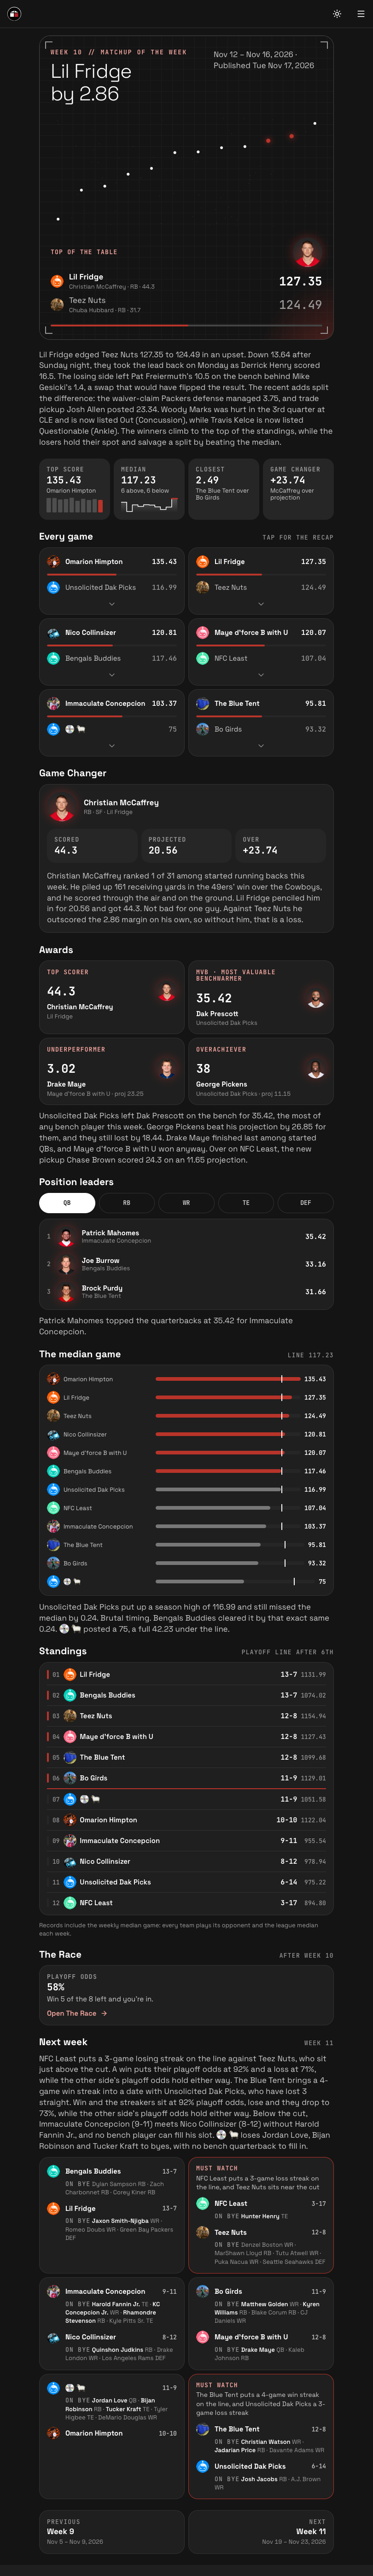 WEEK 10 // MATCHUP OF THE WEEK
Nov 12 – Nov 16, 2026 ·
Published Tue Nov 17, 2026
Lil Fridge
by 2.86
TOP OF THE TABLE
Lil Fridge
Christian McCaffrey · RB · 44.3
127.35
Teez Nuts
Chuba Hubbard · RB · 31.7
124.49
Lil Fridge edged Teez Nuts 127.35 to 124.49 in an upset. Down 13.64 after
Sunday night, they took the lead back on Monday as Derrick Henry scored
16.5. The losing side left Pat Freiermuth's 10.5 on the bench behind Mike
Gesicki's 1.4, a swap that would have flipped the result. The recent adds split
the difference: the waiver-claim Packers defense managed 3.75, and trade
pickup Josh Allen posted 23.34. Woody Marks was hurt in the 3rd quarter at
CLE and is now listed Out (Concussion), while Travis Kelce is now listed
Questionable (Ankle). The winners climb to the top of the standings, while the
losers hold their spot and salvage a split by beating the median.
TOP SCORE
135.43
Omarion Himpton
MEDIAN
117.23
6 above, 6 below
CLOSEST
2.49
The Blue Tent over
Bo Girds
GAME CHANGER
+23.74
McCaffrey over
projection
Every game
TAP FOR THE RECAP
Omarion Himpton 135.43
Unsolicited Dak Picks 116.99
Lil Fridge 127.35
Teez Nuts 124.49
Nico Collinsizer 120.81
Bengals Buddies 117.46
Maye d'force B with U 120.07
NFC Least 107.04
Immaculate Concepcion 103.37
75
The Blue Tent 95.81
Bo Girds 93.32
Game Changer
Christian McCaffrey
RB · SF · Lil Fridge
SCORED
44.3
PROJECTED
20.56
OVER
+23.74
Christian McCaffrey ranked 1 of 31 among starting running backs this
week. He piled up 161 receiving yards in the 49ers' win over the Cowboys,
and he scored through the air and on the ground. Lil Fridge penciled him
in for 20.56 and got 44.3. Not bad for one guy. Against Teez Nuts he
outscored the 2.86 margin on his own, so without him, that is a loss.
Awards
TOP SCORER
44.3
Christian McCaffrey
Lil Fridge
MVB · MOST VALUABLE
BENCHWARMER
35.42
Dak Prescott
Unsolicited Dak Picks
UNDERPERFORMER
3.02
Drake Maye
Maye d'force B with U · proj 23.25
OVERACHIEVER
38
George Pickens
Unsolicited Dak Picks · proj 11.15
Unsolicited Dak Picks left Dak Prescott on the bench for 35.42, the most of
any bench player this week. George Pickens beat his projection by 26.85 for
them, and they still lost by 18.44. Drake Maye finished last among started
QBs, and Maye d'force B with U won anyway. Over on NFC Least, the new
pickup Chase Brown scored 24.3 on an 11.65 projection.
Position leaders
QB
RB
WR
TE
DEF
1 Patrick Mahomes
Immaculate Concepcion
35.42
2 Joe Burrow
Bengals Buddies
33.16
3 Brock Purdy
The Blue Tent
31.66
Patrick Mahomes topped the quarterbacks at 35.42 for Immaculate
Concepcion.
The median game
LINE 117.23
Omarion Himpton 135.43
Lil Fridge 127.35
Teez Nuts 124.49
Nico Collinsizer 120.81
Maye d'force B with U 120.07
Bengals Buddies 117.46
Unsolicited Dak Picks 116.99
NFC Least 107.04
Immaculate Concepcion 103.37
The Blue Tent 95.81
Bo Girds 93.32
75
Unsolicited Dak Picks put up a season high of 116.99 and still missed the
median by 0.24. Brutal timing. Bengals Buddies cleared it by that exact same
0.24. posted a 75, a full 42.23 under the line.
Standings
PLAYOFF LINE AFTER 6TH
01 Lil Fridge 13-7 1131.99
02 Bengals Buddies 13-7 1074.02
03 Teez Nuts 12-8 1154.94
04 Maye d'force B with U 12-8 1127.43
05 The Blue Tent 12-8 1099.68
06 Bo Girds 11-9 1129.01
07 11-9 1051.58
08 Omarion Himpton 10-10 1122.04
09 Immaculate Concepcion 9-11 955.54
10 Nico Collinsizer 8-12 978.94
11 Unsolicited Dak Picks 6-14 975.22
12 NFC Least 3-17 894.80
Records include the weekly median game: every team plays its opponent and the league median
each week.
The Race
AFTER WEEK 10
PLAYOFF ODDS
58%
Win 5 of the 8 left and you're in.
Open The Race →
Next week
WEEK 11
NFC Least puts a 3-game losing streak on the line against Teez Nuts, who sit
just above the cut. A win puts their playoff odds at 92% and a loss at 71%,
while the other side's playoff odds hold either way. The Blue Tent brings a 4-
game win streak into a date with Unsolicited Dak Picks, who have lost 3
straight. Win and the streakers sit at 92% playoff odds, lose and they drop to
73%, while the other side's playoff odds hold either way. Below the cut,
Immaculate Concepcion (9-11) meets Nico Collinsizer (8-12) without Harold
Fannin Jr., and no bench player can fill his slot. loses Jordan Love, Bijan
Robinson and Tucker Kraft to byes, with no bench quarterback to fill in.
Bengals Buddies 13-7
ON BYE Dylan Sampson RB · Zach
Charbonnet RB · Corey Kiner RB
Lil Fridge 13-7
ON BYE Jaxon Smith-Njigba WR ·
Romeo Doubs WR · Green Bay Packers
DEF
MUST WATCH
NFC Least puts a 3-game losing streak on the
line, and Teez Nuts sit near the cut
NFC Least 3-17
ON BYE Hunter Henry TE
Teez Nuts 12-8
ON BYE Denzel Boston WR ·
MarShawn Lloyd RB · Tutu Atwell WR ·
Puka Nacua WR · Seattle Seahawks DEF
Immaculate Concepcion 9-11
ON BYE Harold Fannin Jr. TE · KC
Concepcion Jr. WR · Rhamondre
Stevenson RB · Kyle Pitts Sr. TE
Nico Collinsizer 8-12
ON BYE Quinshon Judkins RB · Drake
London WR · Los Angeles Rams DEF
Bo Girds 11-9
ON BYE Matthew Golden WR · Kyren
Williams RB · Blake Corum RB · CJ
Daniels WR
Maye d'force B with U 12-8
ON BYE Drake Maye QB · Kaleb
Johnson RB
11-9
ON BYE Jordan Love QB · Bijan
Robinson RB · Tucker Kraft TE · Tyler
Higbee TE · DeMario Douglas WR
Omarion Himpton 10-10
MUST WATCH
The Blue Tent puts a 4-game win streak
on the line, and Unsolicited Dak Picks a 3-
game loss streak
The Blue Tent 12-8
ON BYE Christian Watson WR ·
Jadarian Price RB · Davante Adams WR
Unsolicited Dak Picks 6-14
ON BYE Josh Jacobs RB · A.J. Brown
WR
PREVIOUS
Week 9
Nov 5 – Nov 9, 2026
NEXT
Week 11
Nov 19 – Nov 23, 2026